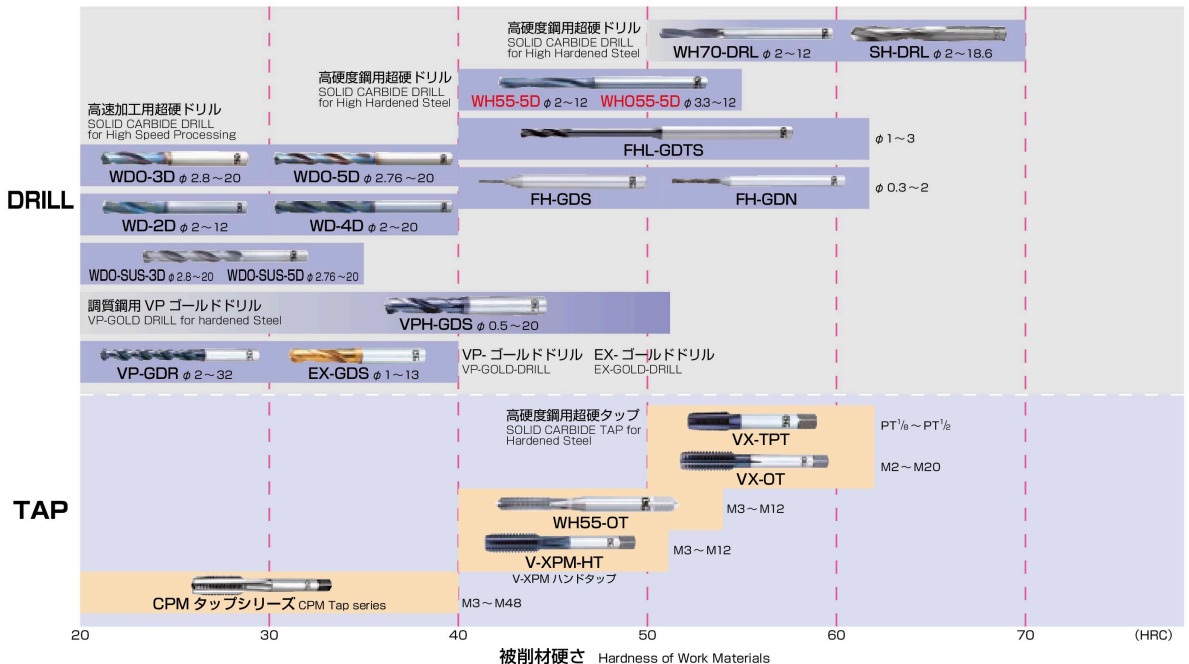 高硬度鋼用超硬ドリル
SOLID CARBIDE DRILL
for High Hardened Steel
WH70-DRL φ2～12
SH-DRL φ2～18.6
高硬度鋼用超硬ドリル
SOLID CARBIDE DRILL
for High Hardened Steel
WH55-5D φ2～12
WHO55-5D φ3.3～12
高速加工用超硬ドリル
SOLID CARBIDE DRILL
for High Speed Processing
FHL-GDTS
φ1～3
WDO-3D φ2.8～20
WDO-5D φ2.76～20
FH-GDS
FH-GDN
φ0.3～2
DRILL
WD-2D φ2～12
WD-4D φ2～20
WDO-SUS-3D φ2.8～20
WDO-SUS-5D φ2.76～20
調質鋼用 VP ゴールドドリル
VP-GOLD DRILL for hardened Steel
VPH-GDS φ0.5～20
VP-GDR φ2～32
EX-GDS φ1～13
VP- ゴールドドリル
VP-GOLD-DRILL
EX- ゴールドドリル
EX-GOLD-DRILL
高硬度鋼用超硬タップ
SOLID CARBIDE TAP for
Hardened Steel
VX-TPT
PT1/8～PT1/2
VX-OT
M2～M20
TAP
WH55-OT
M3～M12
V-XPM-HT
M3～M12
V-XPM ハンドタップ
CPM タップシリーズ CPM Tap series
M3～M48
20 30 40 50 60 70 (HRC)
被削材硬さ Hardness of Work Materials